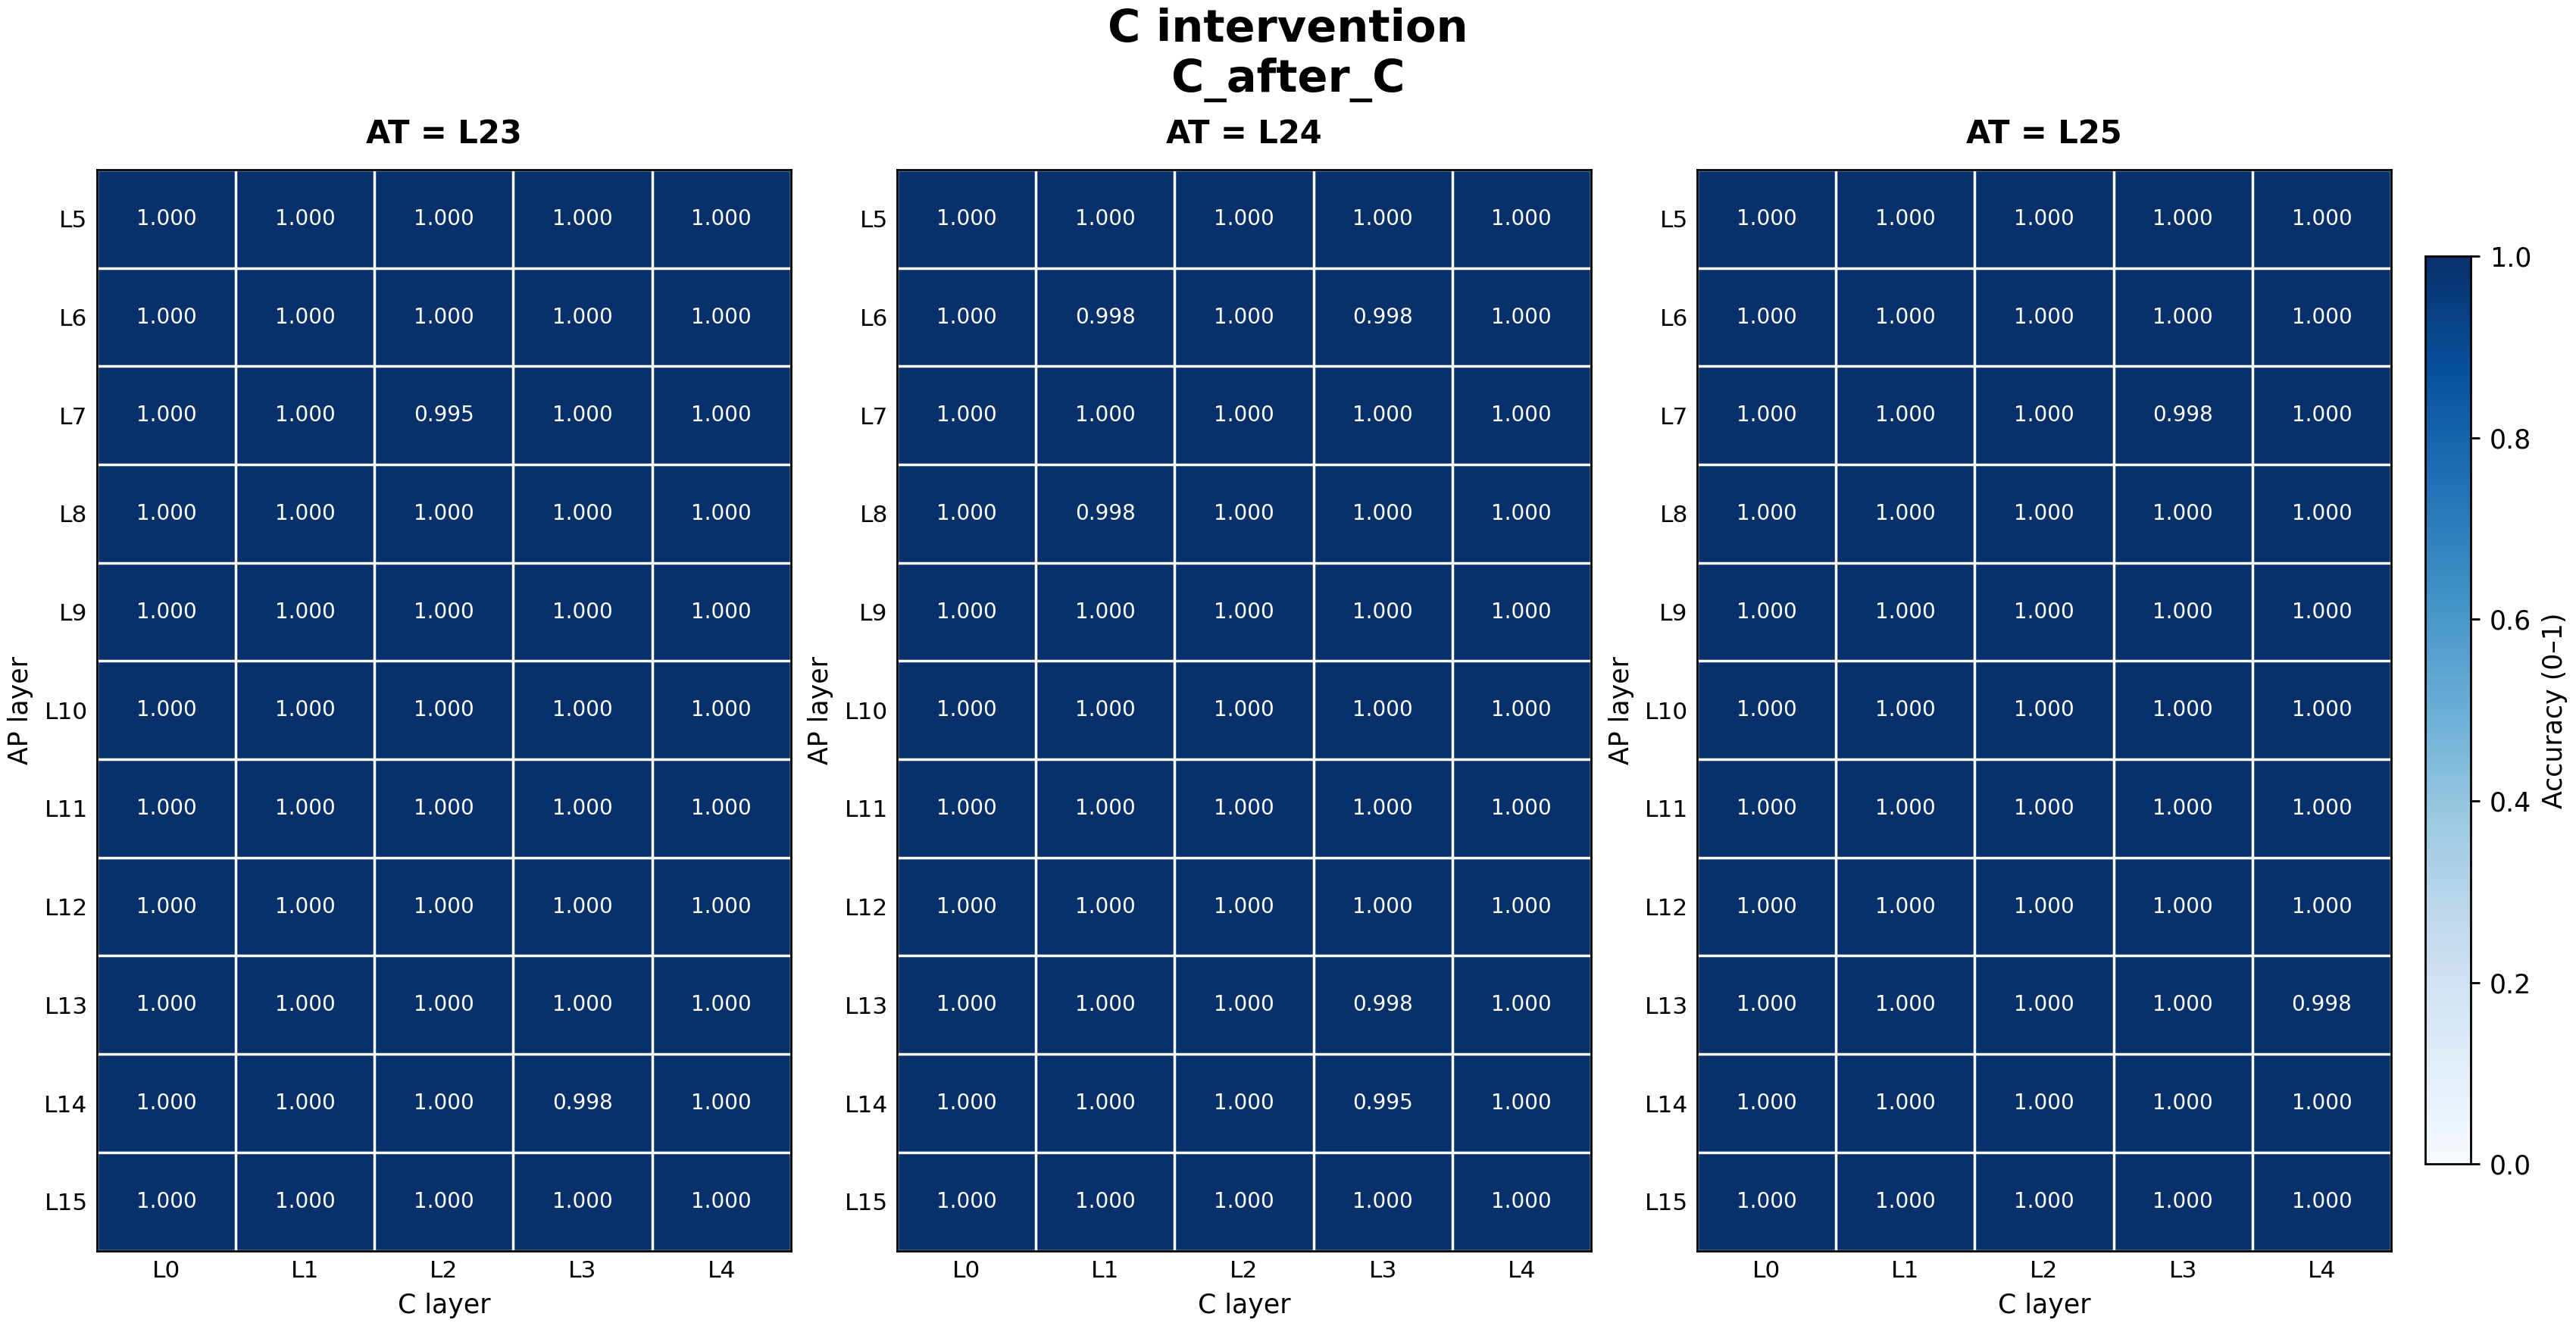 C intervention
C_after_C
AT = L23
AT = L24
AT = L25
L5 1.000 1.000 1.000 1.000 1.000 L5 1.000 1.000 1.000 1.000 1.000 L5 1.000 1.000 1.000 1.000 1.000 1.0
L6 1.000 1.000 1.000 1.000 1.000 L6 1.000 0.998 1.000 0.998 1.000 L6 1.000 1.000 1.000 1.000 1.000
L7 1.000 1.000 0.995 1.000 1.000 L7 1.000 1.000 1.000 1.000 1.000 L7 1.000 1.000 1.000 0.998 1.000 0.8
L8 1.000 1.000 1.000 1.000 1.000 L8 1.000 0.998 1.000 1.000 1.000 L8 1.000 1.000 1.000 1.000 1.000
L9 1.000 1.000 1.000 1.000 1.000 L9 1.000 1.000 1.000 1.000 1.000 L9 1.000 1.000 1.000 1.000 1.000 0.6
AP layer AP layer AP layer Accuracy (0–1)
L10 1.000 1.000 1.000 1.000 1.000 L10 1.000 1.000 1.000 1.000 1.000 L10 1.000 1.000 1.000 1.000 1.000
L11 1.000 1.000 1.000 1.000 1.000 L11 1.000 1.000 1.000 1.000 1.000 L11 1.000 1.000 1.000 1.000 1.000 0.4
L12 1.000 1.000 1.000 1.000 1.000 L12 1.000 1.000 1.000 1.000 1.000 L12 1.000 1.000 1.000 1.000 1.000
L13 1.000 1.000 1.000 1.000 1.000 L13 1.000 1.000 1.000 0.998 1.000 L13 1.000 1.000 1.000 1.000 0.998 0.2
L14 1.000 1.000 1.000 0.998 1.000 L14 1.000 1.000 1.000 0.995 1.000 L14 1.000 1.000 1.000 1.000 1.000
L15 1.000 1.000 1.000 1.000 1.000 L15 1.000 1.000 1.000 1.000 1.000 L15 1.000 1.000 1.000 1.000 1.000 0.0
L0 L1 L2 L3 L4 L0 L1 L2 L3 L4 L0 L1 L2 L3 L4
C layer C layer C layer